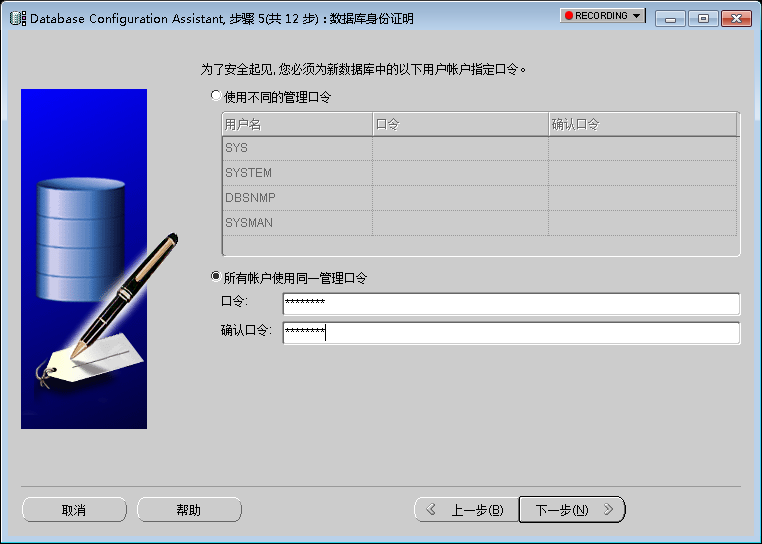 Database Configuration Assistant, 步骤 5(共 12 步) : 数据库身份证明
RECORDING
为了安全起见, 您必须为新数据库中的以下用户帐户指定口令。
使用不同的管理口令
用户名 口令 确认口令
SYS
SYSTEM
DBSNMP
SYSMAN
所有帐户使用同一管理口令
口令: ********
确认口令: ********
取消 帮助 上一步(B) 下一步(N)